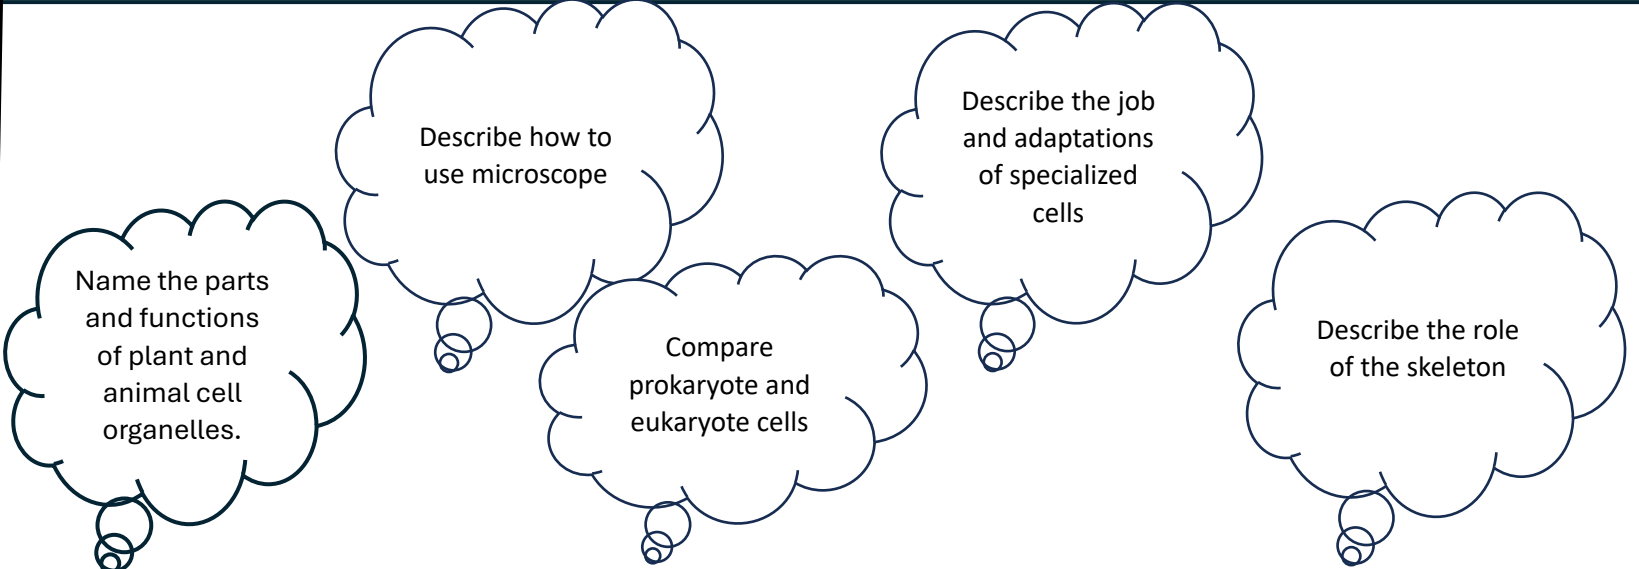 Name the parts
and functions
of plant and
animal cell
organelles.
Describe how to
use microscope
Compare
prokaryote and
eukaryote cells
Describe the job
and adaptations
of specialized
cells
Describe the role
of the skeleton